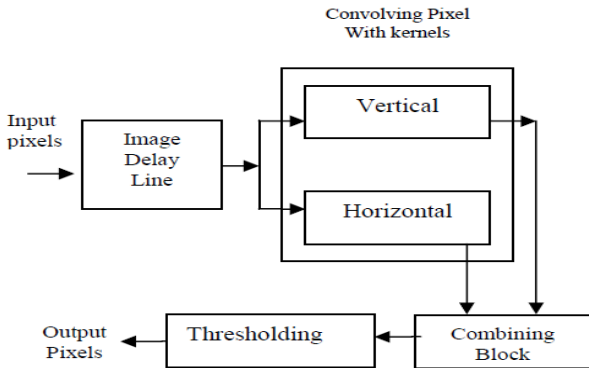 Convolving Pixel
With kernels
Input
pixels
Image
Delay
Line
Vertical
Horizontal
Output
Pixels
Thresholding
Combining
Block